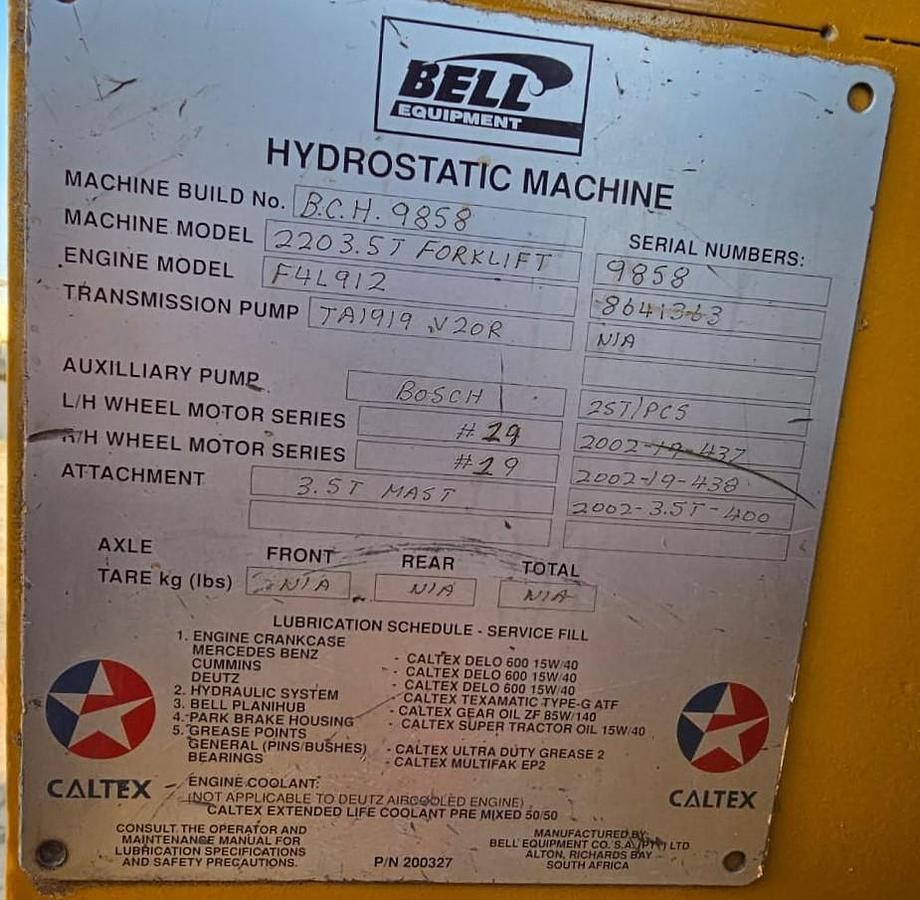 BELL
EQUIPMENT
HYDROSTATIC MACHINE
MACHINE BUILD No. B.C.H. 9858
SERIAL NUMBERS:
MACHINE MODEL 220 3.5T FORKLIFT 9858
ENGINE MODEL F4L912 8641363
TRANSMISSION PUMP TA1919 V20R N/A
AUXILLIARY PUMP BOSCH 25T/PCS
L/H WHEEL MOTOR SERIES #29 2002-19-437
R/H WHEEL MOTOR SERIES #29 2002-19-438
ATTACHMENT 3.5T MAST 2002-3.5T-400
AXLE FRONT REAR TOTAL
TARE kg (lbs) N/A N/A N/A
LUBRICATION SCHEDULE - SERVICE FILL
1. ENGINE CRANKCASE
MERCEDES BENZ - CALTEX DELO 600 15W/40
CUMMINS - CALTEX DELO 600 15W/40
DEUTZ - CALTEX DELO 600 15W/40
2. HYDRAULIC SYSTEM - CALTEX TEXAMATIC TYPE-G ATF
3. BELL PLANIHUB - CALTEX GEAR OIL ZF 85W/140
4. PARK BRAKE HOUSING - CALTEX SUPER TRACTOR OIL 15W/40
5. GREASE POINTS
GENERAL (PINS/BUSHES) - CALTEX ULTRA DUTY GREASE 2
BEARINGS - CALTEX MULTIFAK EP2
ENGINE COOLANT:
(NOT APPLICABLE TO DEUTZ AIRCOOLED ENGINE)
CALTEX EXTENDED LIFE COOLANT PRE MIXED 50/50
CALTEX
CALTEX
CONSULT THE OPERATOR AND
MAINTENANCE MANUAL FOR
LUBRICATION SPECIFICATIONS
AND SAFETY PRECAUTIONS.
P/N 200327
MANUFACTURED BY:
BELL EQUIPMENT CO. S.A. (PTY) LTD
ALTON, RICHARDS BAY
SOUTH AFRICA